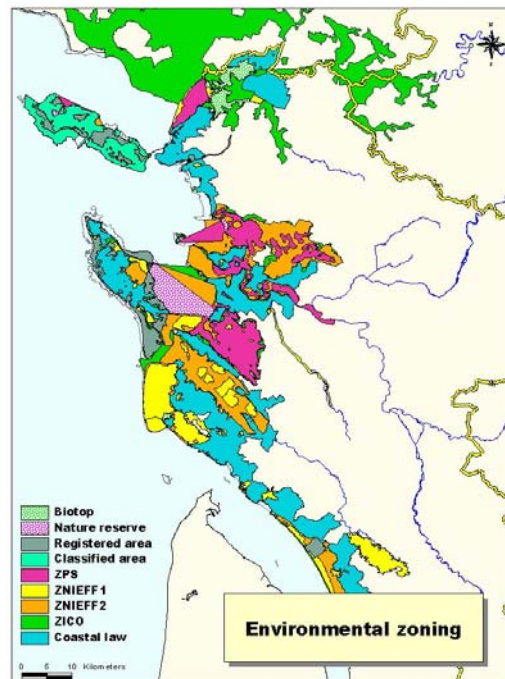 Biotop
Nature reserve
Registered area
Classified area
ZPS
ZNIEFF1
ZNIEFF2
ZICO
Coastal law
Environmental zoning
0 5 10 Kilometers